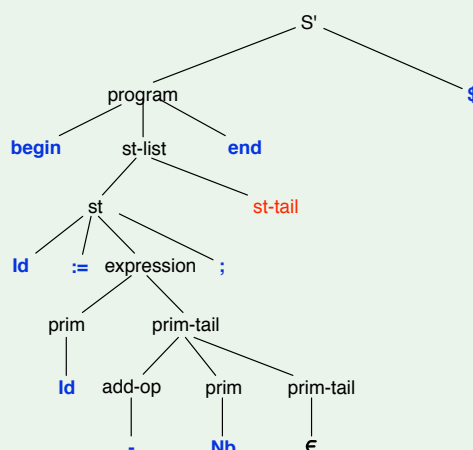 S'
program $
begin st-list end
st st-tail
Id := expression ;
prim prim-tail
Id add-op prim prim-tail
- Nb ϵ